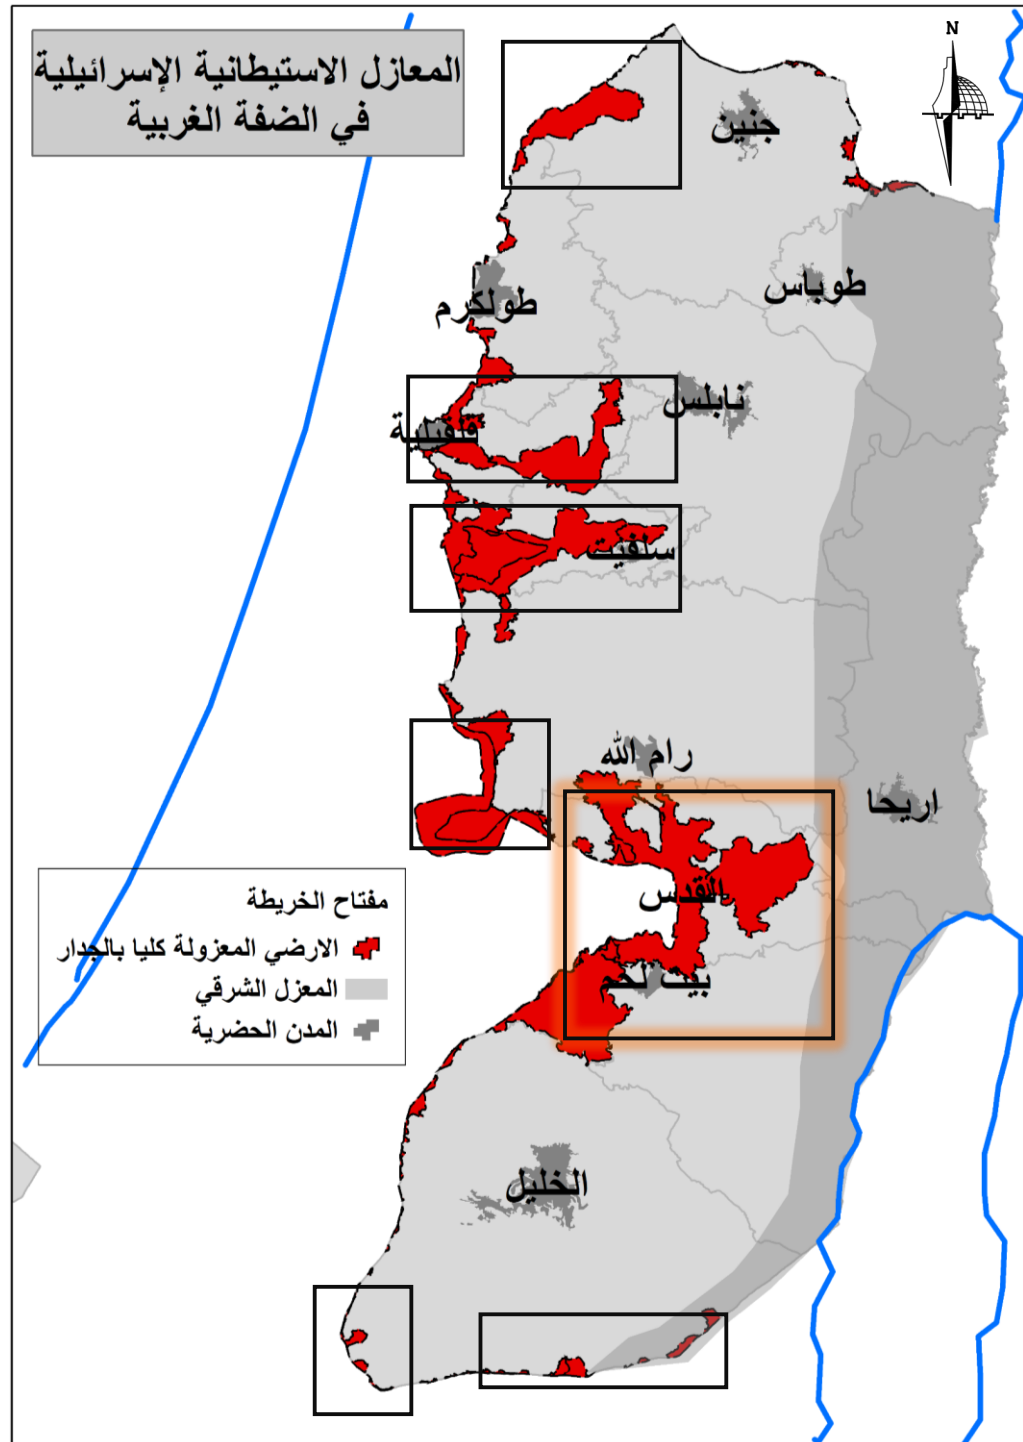 المعازل الاستيطانية الإسرائيلية
في الضفة الغربية
N
جنين
طوباس
طولكرم
نابلس
قلقيلية
سلفيت
رام الله
اريحا
القدس
بيت لحم
الخليل
مفتاح الخريطة
الارضي المعزولة كليا بالجدار
المعزل الشرقي
المدن الحضرية